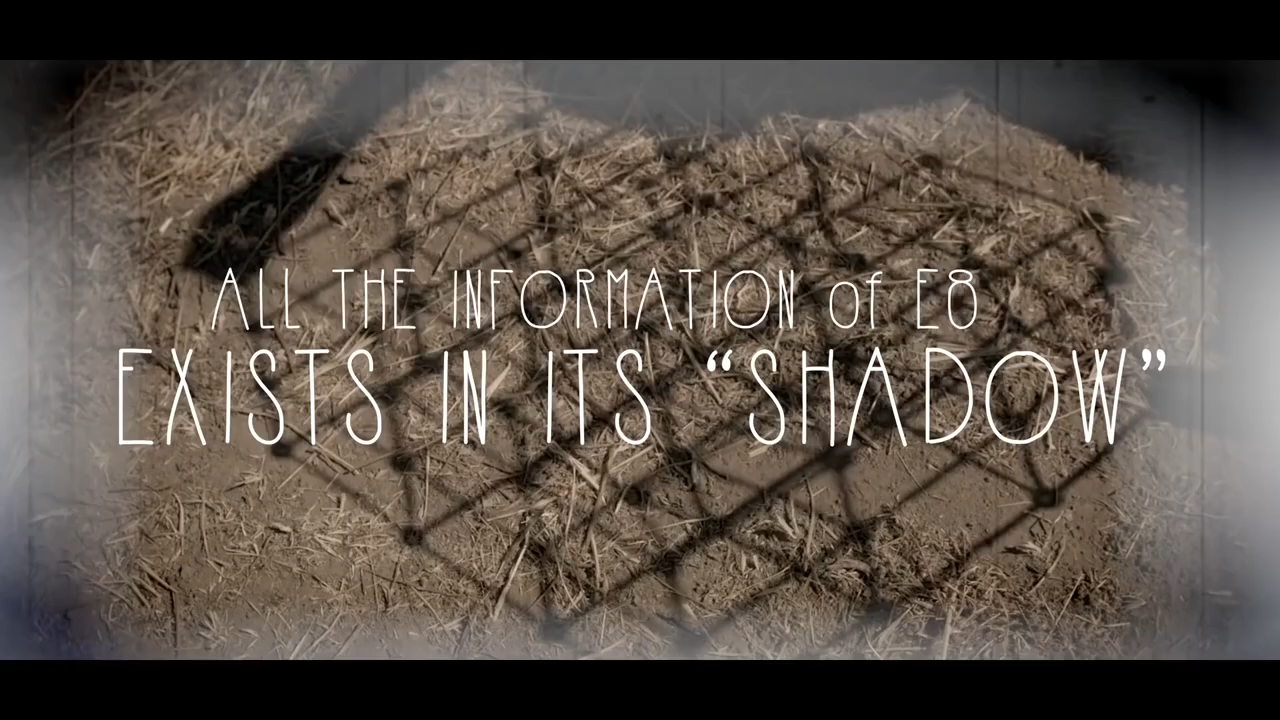 ALL THE INFORMATION of E8
EXISTS IN ITS “SHADOW”